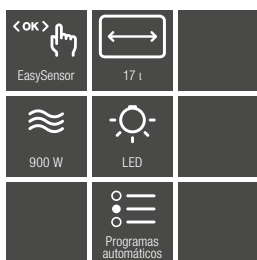 <OK>
EasySensor
17 l
900 W
LED
Programas
automáticos